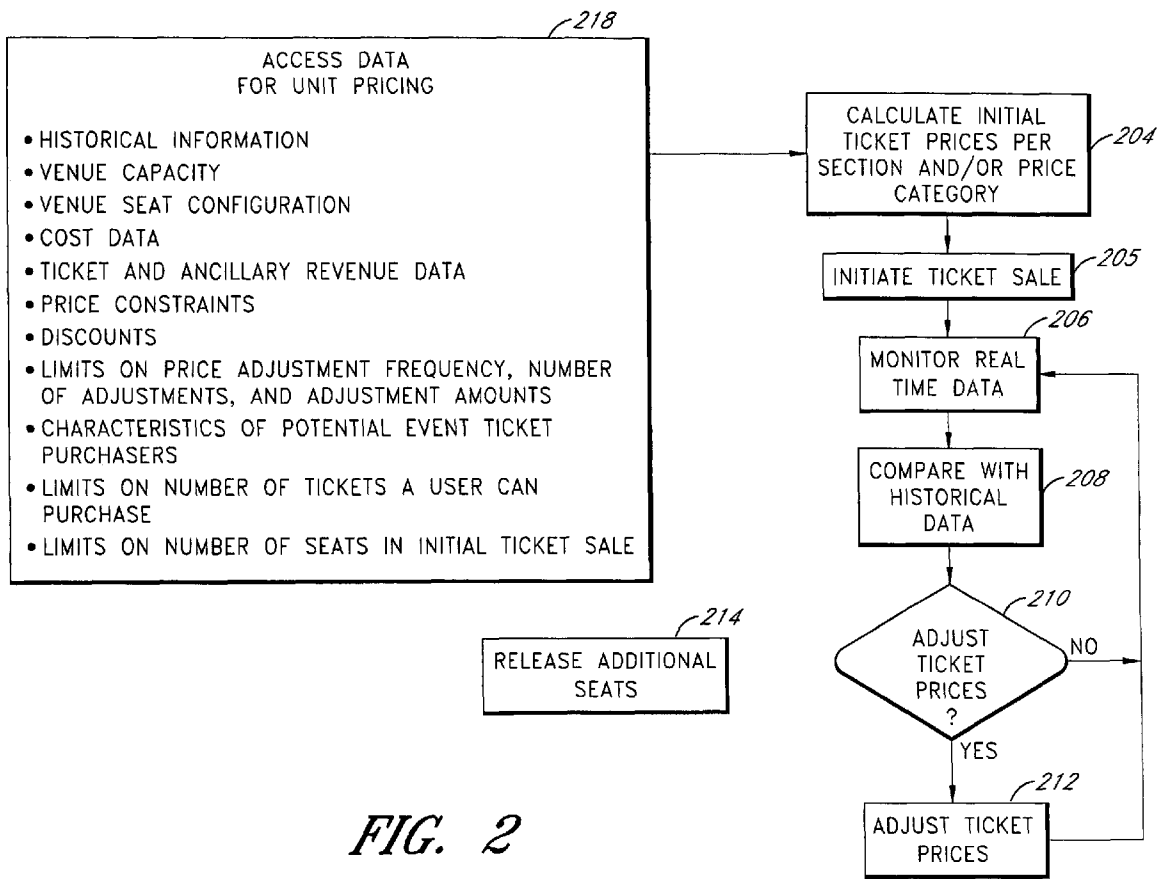 218
ACCESS DATA
FOR UNIT PRICING
• HISTORICAL INFORMATION
• VENUE CAPACITY
• VENUE SEAT CONFIGURATION
• COST DATA
• TICKET AND ANCILLARY REVENUE DATA
• PRICE CONSTRAINTS
• DISCOUNTS
• LIMITS ON PRICE ADJUSTMENT FREQUENCY, NUMBER
OF ADJUSTMENTS, AND ADJUSTMENT AMOUNTS
• CHARACTERISTICS OF POTENTIAL EVENT TICKET
PURCHASERS
• LIMITS ON NUMBER OF TICKETS A USER CAN
PURCHASE
• LIMITS ON NUMBER OF SEATS IN INITIAL TICKET SALE
CALCULATE INITIAL
TICKET PRICES PER
SECTION AND/OR PRICE
CATEGORY
204
INITIATE TICKET SALE
205
206
MONITOR REAL
TIME DATA
COMPARE WITH
HISTORICAL
DATA
208
210
ADJUST
TICKET
PRICES
?
NO
YES
214
RELEASE ADDITIONAL
SEATS
212
ADJUST TICKET
PRICES
FIG. 2